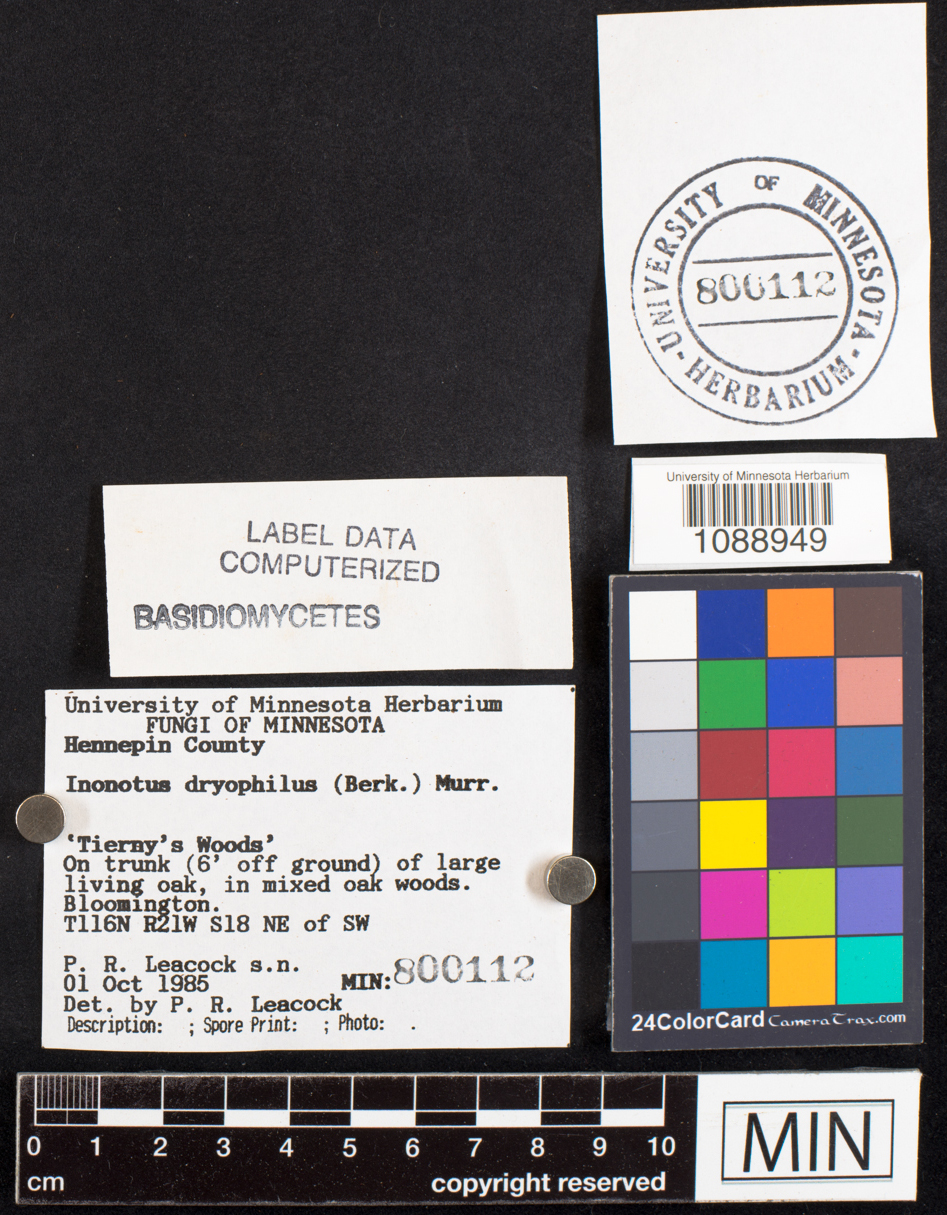 UNIVERSITY OF MINNESOTA
800112
-HERBARIUM-
University of Minnesota Herbarium
1088949
LABEL DATA
COMPUTERIZED
BASIDIOMYCETES
University of Minnesota Herbarium
FUNGI OF MINNESOTA
Hennepin County
Inonotus dryophilus (Berk.) Murr.
‘Tierny’s Woods’
On trunk (6’ off ground) of large
living oak, in mixed oak woods.
Bloomington.
T116N R21W S18 NE of SW
P. R. Leacock s.n.
01 Oct 1985 MIN:800112
Det. by P. R. Leacock
Description: ; Spore Print: ; Photo: .
24ColorCard CameraTrax.com
0 1 2 3 4 5 6 7 8 9 10
cm copyright reserved
MIN